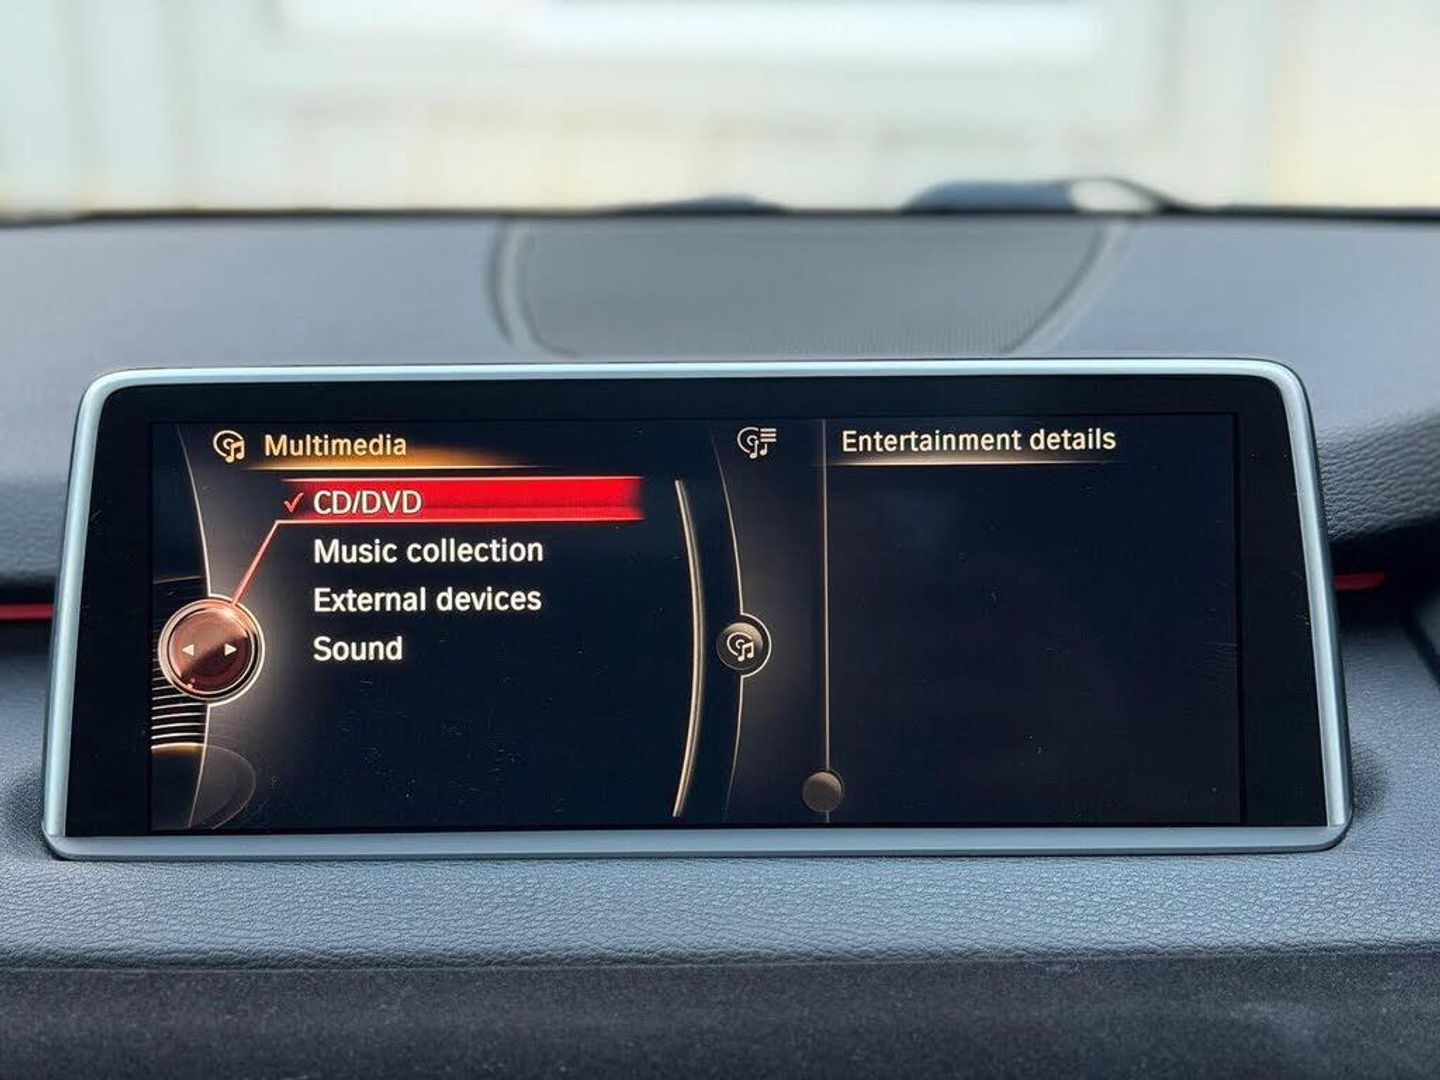 Multimedia
CD/DVD
Music collection
External devices
Sound
Entertainment details